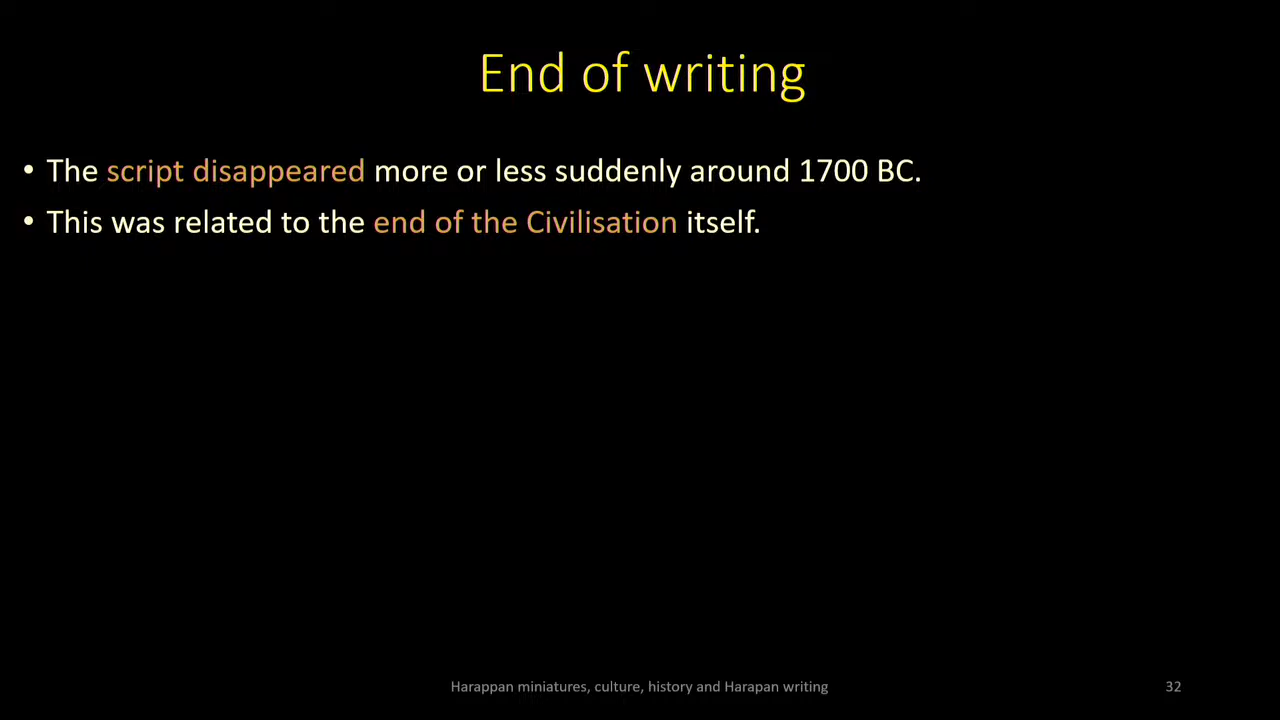 End of writing
• The script disappeared more or less suddenly around 1700 BC.
• This was related to the end of the Civilisation itself.
Harappan miniatures, culture, history and Harapan writing
32